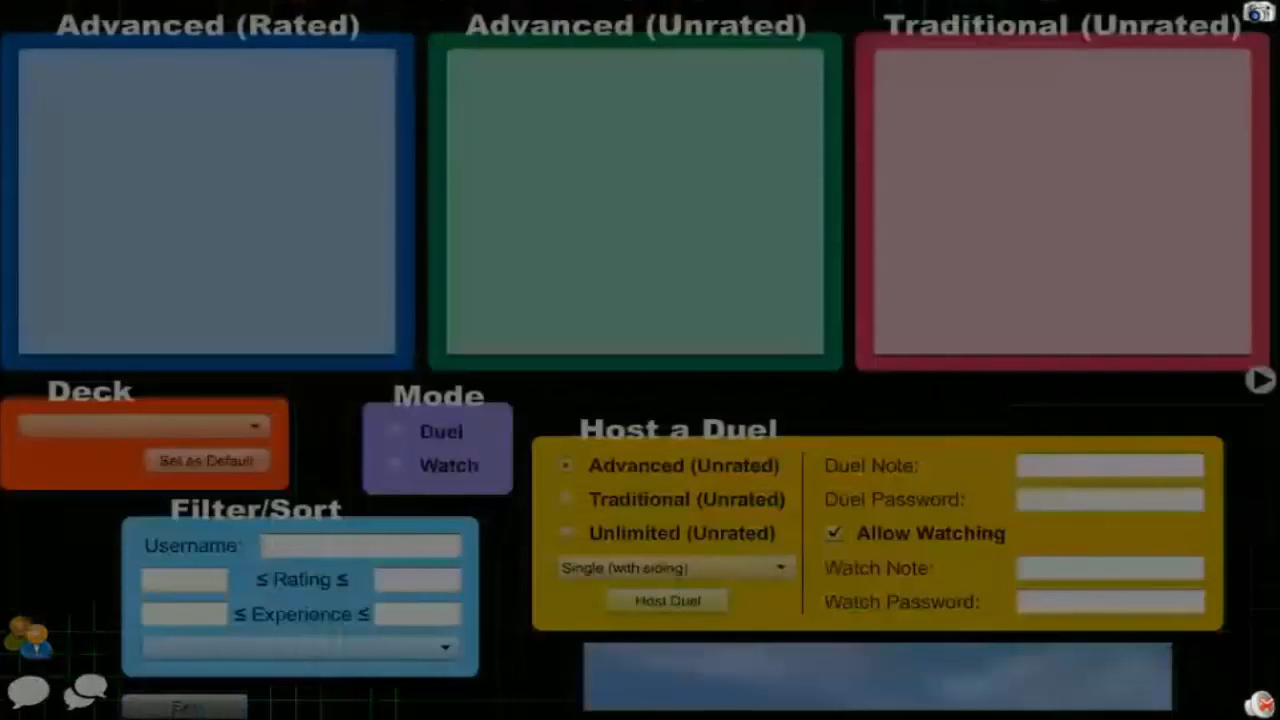 Advanced (Rated)
Advanced (Unrated)
Traditional (Unrated)
Deck
Set as Default
Mode
Duel
Watch
Filter/Sort
Username:
≤ Rating ≤
≤ Experience ≤
Host a Duel
Advanced (Unrated)
Traditional (Unrated)
Unlimited (Unrated)
Single (with siding)
Host Duel
Duel Note:
Duel Password:
Allow Watching
Watch Note:
Watch Password: